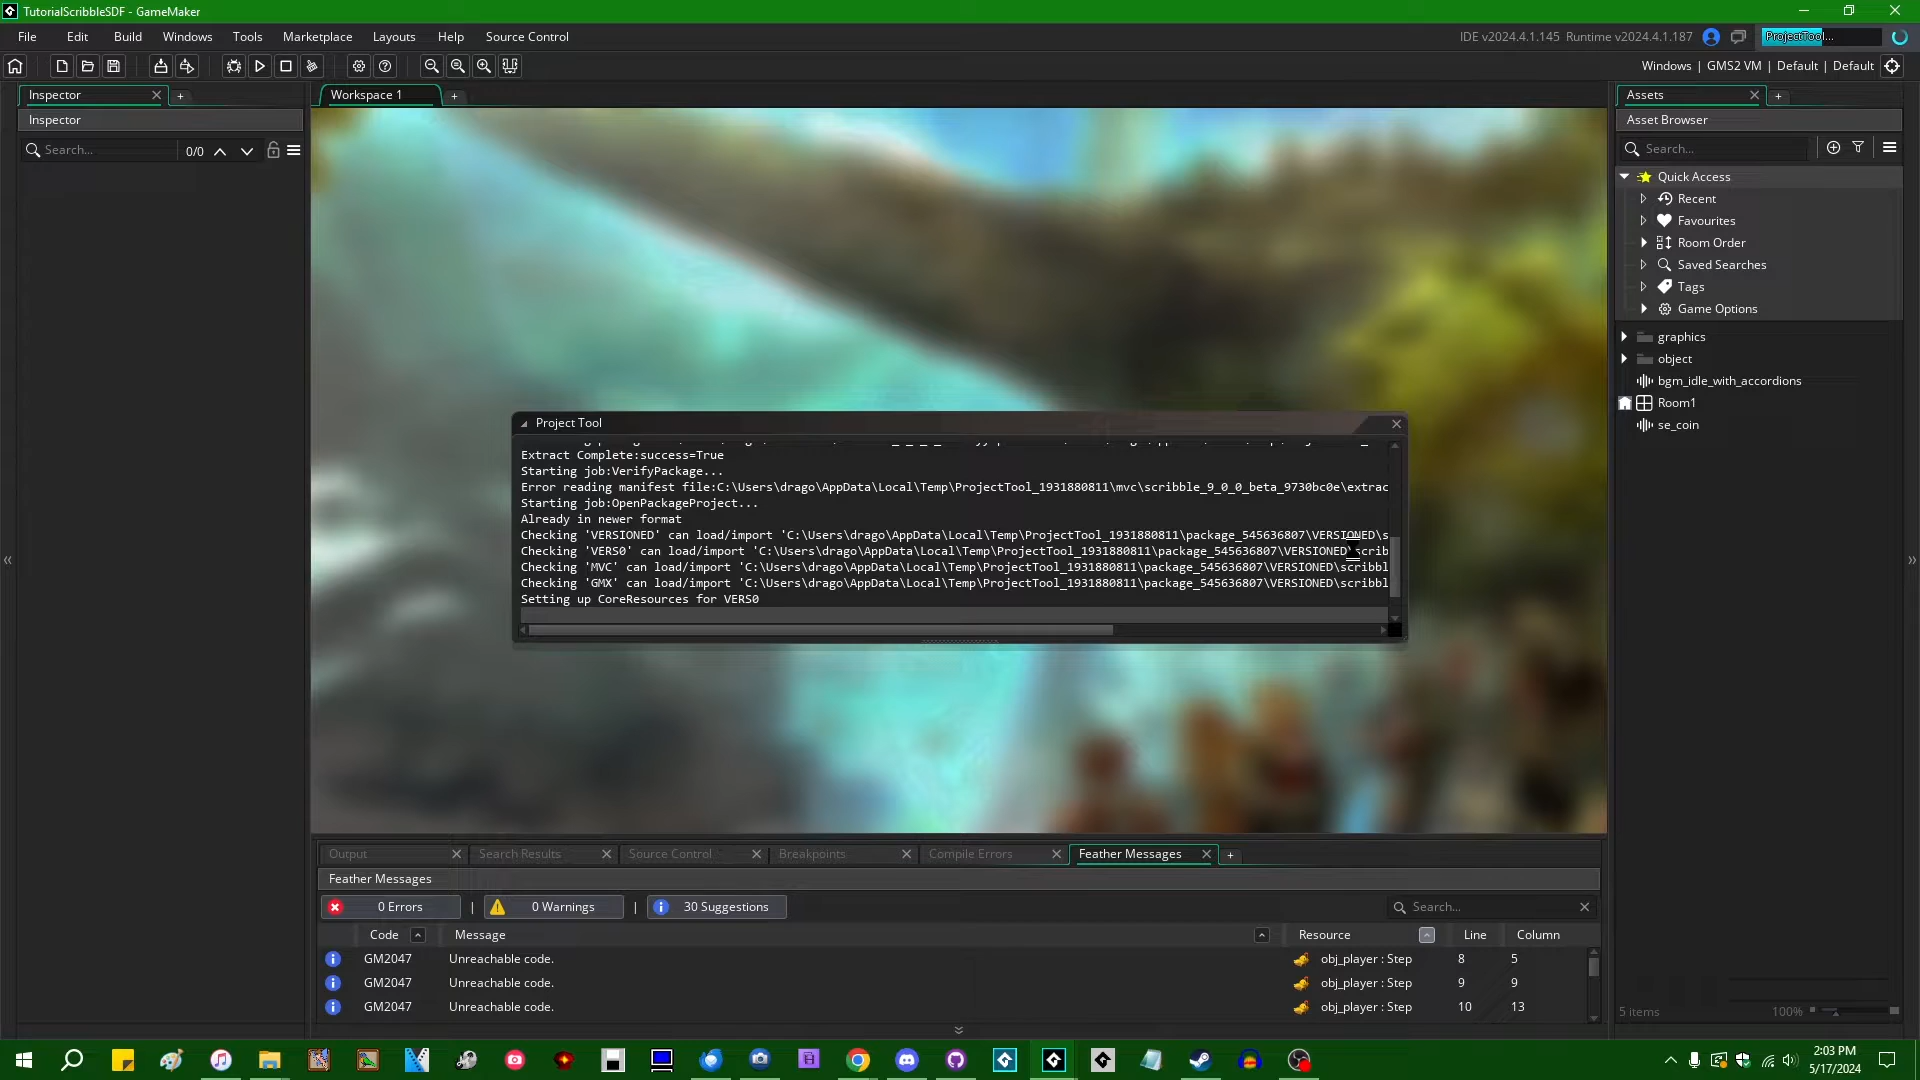 TutorialScribbleSDF - GameMaker
File Edit Build Windows Tools Marketplace Layouts Help Source Control
IDE v2024.4.1.145 Runtime v2024.4.1.187
ProjectTool...
Windows | GMS2 VM | Default | Default
Inspector
Inspector
Search...
0/0
Workspace 1
Assets
Asset Browser
Search...
Quick Access
Recent
Favourites
Room Order
Saved Searches
Tags
Game Options
graphics
object
bgm_idle_with_accordions
Room1
se_coin
5 items
100%
Project Tool
Extract Complete:success=True
Starting job:VerifyPackage...
Error reading manifest file:C:\Users\drago\AppData\Local\Temp\ProjectTool_1931880811\mvc\scribble_9_0_0_beta_9730bc0e\extrac
Starting job:OpenPackageProject...
Already in newer format
Checking 'VERSIONED' can load/import 'C:\Users\drago\AppData\Local\Temp\ProjectTool_1931880811\package_545636807\VERSIONED\s
Checking 'VERS0' can load/import 'C:\Users\drago\AppData\Local\Temp\ProjectTool_1931880811\package_545636807\VERSIONED\scrib
Checking 'MVC' can load/import 'C:\Users\drago\AppData\Local\Temp\ProjectTool_1931880811\package_545636807\VERSIONED\scribbl
Checking 'GMX' can load/import 'C:\Users\drago\AppData\Local\Temp\ProjectTool_1931880811\package_545636807\VERSIONED\scribbl
Setting up CoreResources for VERS0
Output Search Results Source Control Breakpoints Compile Errors Feather Messages
Feather Messages
0 Errors | 0 Warnings | 30 Suggestions
Search...
Code Message Resource Line Column
GM2047 Unreachable code. obj_player : Step 8 5
GM2047 Unreachable code. obj_player : Step 9 9
GM2047 Unreachable code. obj_player : Step 10 13
2:03 PM
5/17/2024